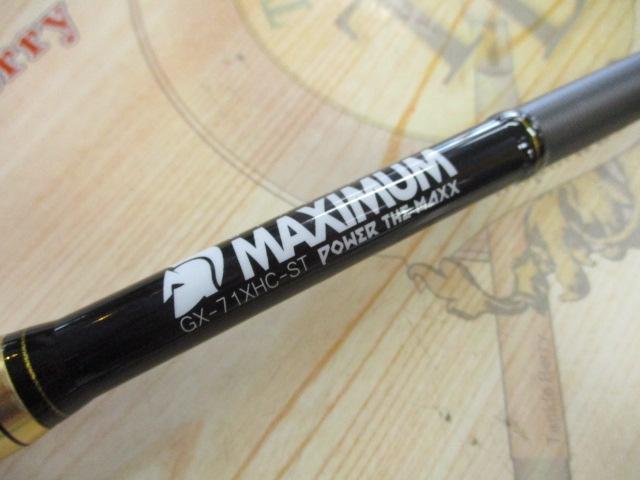 MAXIMUM
POWER THE MAXX
GX-71XHC-ST